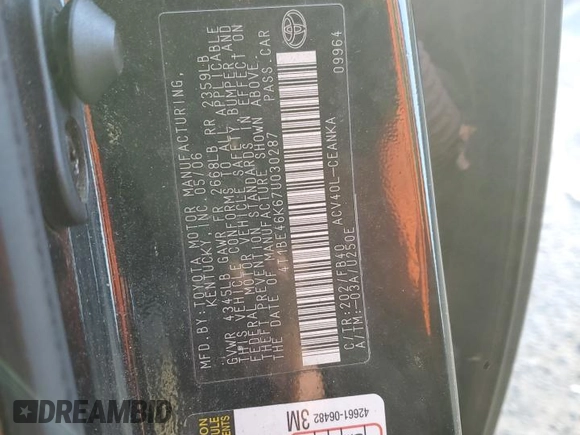 MFD.BY:TOYOTA MOTOR MANUFACTURING,
KENTUCKY, INC. 05/06
GVWR 4345LB GAWR FR 2668LB RR 2359LB
THIS VEHICLE CONFORMS TO ALL APPLICABLE
FEDERAL MOTOR VEHICLE SAFETY BUMPER, AND
THEFT PREVENTION STANDARDS IN EFFECT ON
THE DATE OF MANUFACTURE SHOWN ABOVE.
4T1BE46K67U030287 PASS.CAR
09964
C/TR:202/FB40 ACV40L-CEANKA
A/TM:-03A/U250E
42661-06482
3M
DREAMBID